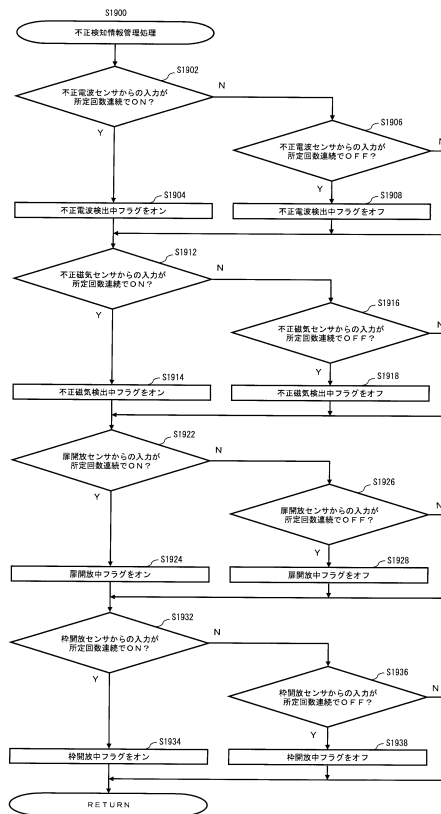 S1900
不正検知情報管理処理
S1902
不正電波センサからの入力が
所定回数連続でON?
N
Y
S1906
不正電波センサーからの入力が
所定回数連続でOFF?
N
Y
S1904
不正電波検出中フラグをオン
S1908
不正電波検出中フラグをオフ
S1912
不正磁気センサからの入力が
所定回数連続でON?
N
Y
S1916
不正磁気センサからの入力が
所定回数連続でOFF?
N
Y
S1914
不正磁気検出中フラグをオン
S1918
不正磁気検出中フラグをオフ
S1922
扉開放センサからの入力が
所定回数連続でON?
N
Y
S1926
扉開放センサからの入力が
所定回数連続でOFF?
N
Y
S1924
扉開放中フラグをオン
S1928
扉開放中フラグをオフ
S1932
枠開放センサからの入力が
所定回数連続でON?
N
Y
S1936
枠開放センサからの入力が
所定回数連続でOFF?
N
Y
S1934
枠開放中フラグをオン
S1938
枠開放中フラグをオフ
RETURN